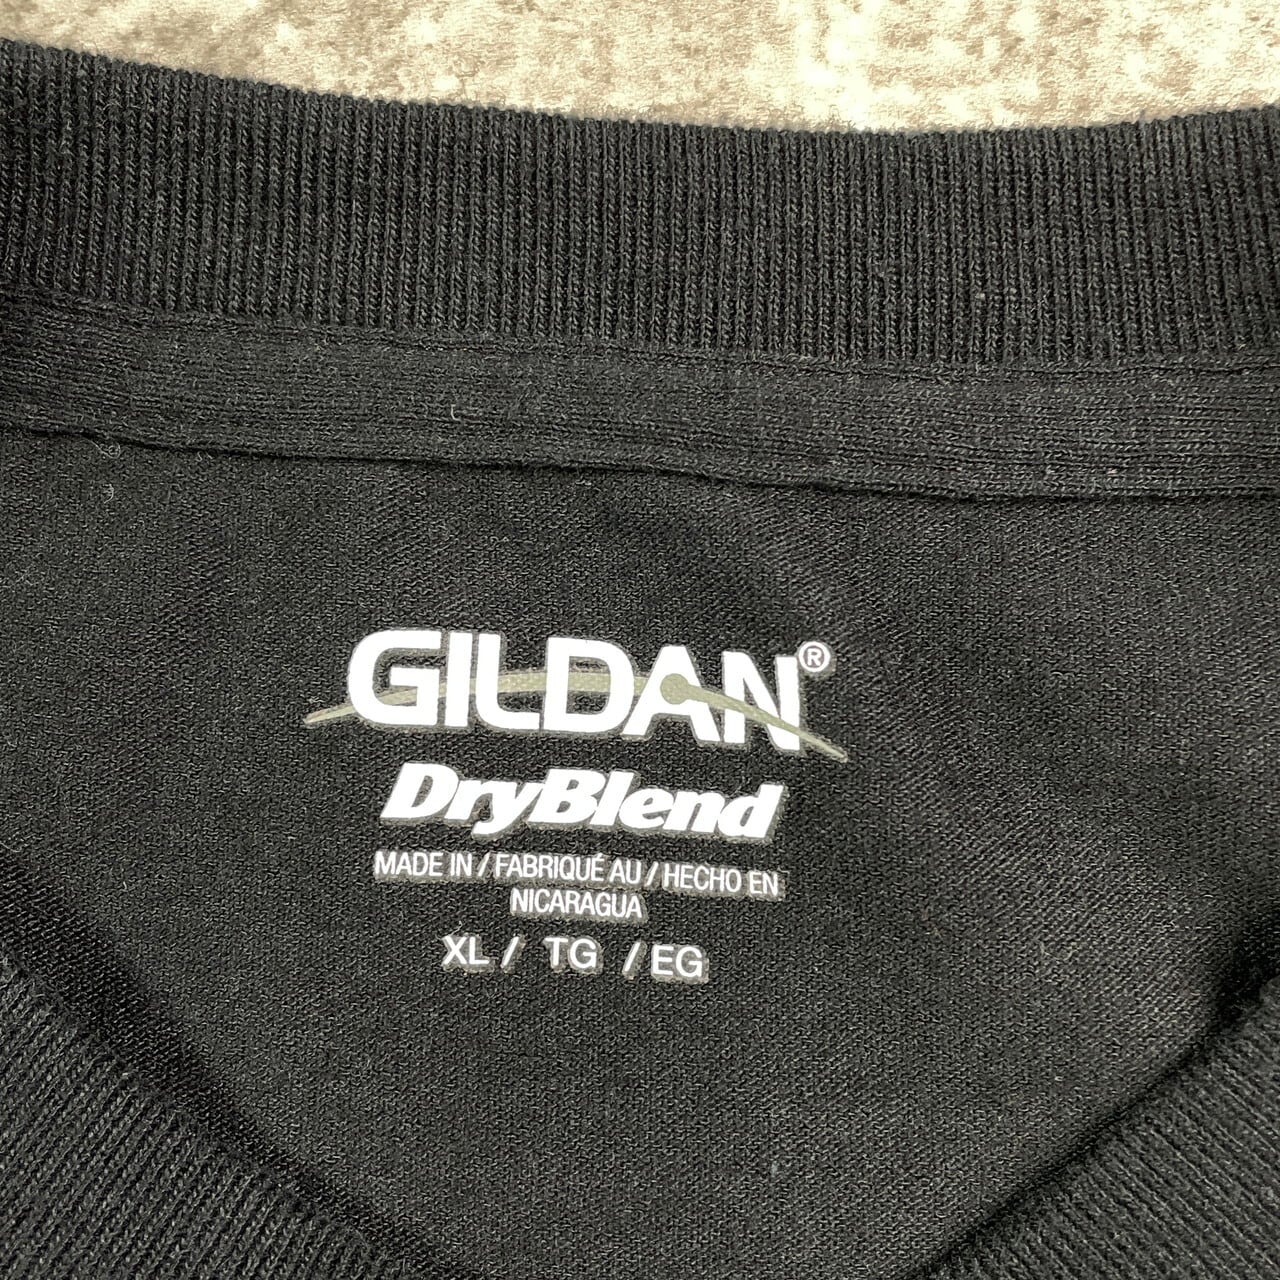 GILDAN®
DryBlend
MADE IN / FABRIQUÉ AU / HECHO EN
NICARAGUA
XL / TG / EG